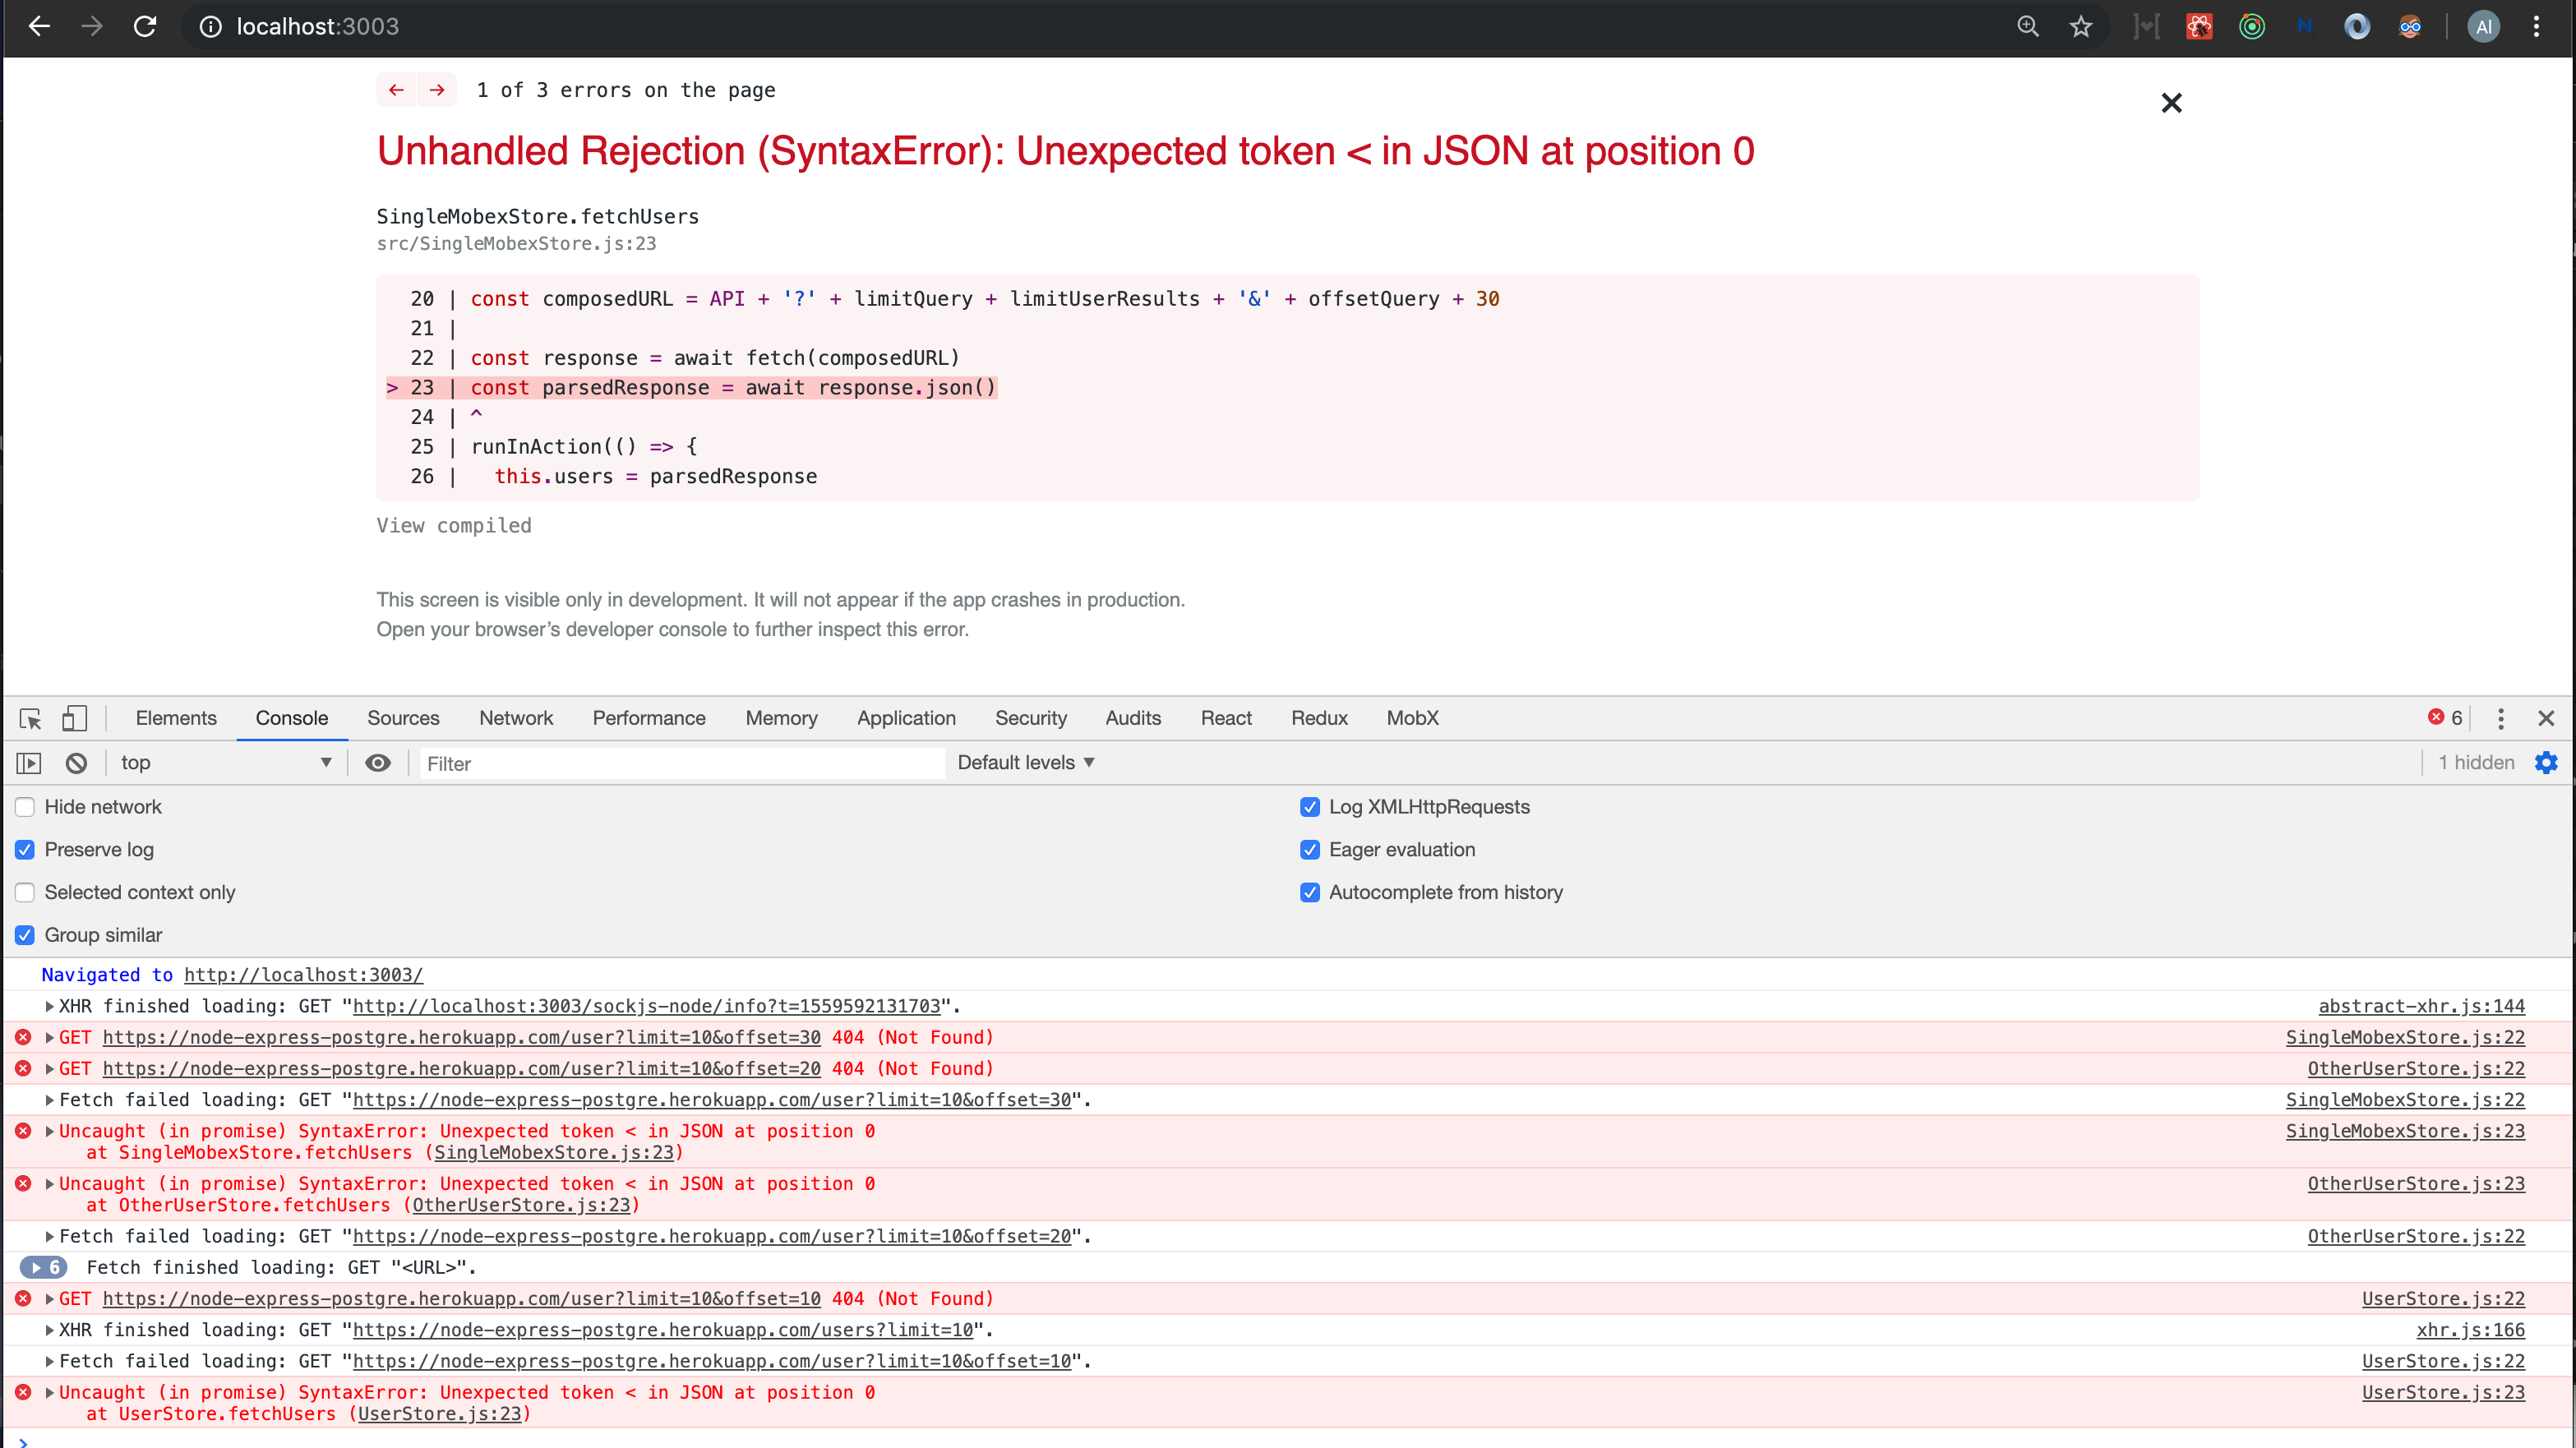 localhost:3003
AI
1 of 3 errors on the page
Unhandled Rejection (SyntaxError): Unexpected token < in JSON at position 0
SingleMobexStore.fetchUsers
src/SingleMobexStore.js:23
20 | const composedURL = API + '?' + limitQuery + limitUserResults + '&' + offsetQuery + 30
21 |
22 | const response = await fetch(composedURL)
> 23 | const parsedResponse = await response.json()
24 | ^
25 | runInAction(() => {
26 |   this.users = parsedResponse
View compiled
This screen is visible only in development. It will not appear if the app crashes in production.
Open your browser’s developer console to further inspect this error.
Elements Console Sources Network Performance Memory Application Security Audits React Redux MobX 6
top Filter Default levels ▼ 1 hidden
Hide network Log XMLHttpRequests
Preserve log Eager evaluation
Selected context only Autocomplete from history
Group similar
Navigated to http://localhost:3003/
XHR finished loading: GET "http://localhost:3003/sockjs-node/info?t=1559592131703". abstract-xhr.js:144
GET https://node-express-postgre.herokuapp.com/user?limit=10&offset=30 404 (Not Found) SingleMobexStore.js:22
GET https://node-express-postgre.herokuapp.com/user?limit=10&offset=20 404 (Not Found) OtherUserStore.js:22
Fetch failed loading: GET "https://node-express-postgre.herokuapp.com/user?limit=10&offset=30". SingleMobexStore.js:22
Uncaught (in promise) SyntaxError: Unexpected token < in JSON at position 0 SingleMobexStore.js:23
at SingleMobexStore.fetchUsers (SingleMobexStore.js:23)
Uncaught (in promise) SyntaxError: Unexpected token < in JSON at position 0 OtherUserStore.js:23
at OtherUserStore.fetchUsers (OtherUserStore.js:23)
Fetch failed loading: GET "https://node-express-postgre.herokuapp.com/user?limit=10&offset=20". OtherUserStore.js:22
6 Fetch finished loading: GET "<URL>".
GET https://node-express-postgre.herokuapp.com/user?limit=10&offset=10 404 (Not Found) UserStore.js:22
XHR finished loading: GET "https://node-express-postgre.herokuapp.com/users?limit=10". xhr.js:166
Fetch failed loading: GET "https://node-express-postgre.herokuapp.com/user?limit=10&offset=10". UserStore.js:22
Uncaught (in promise) SyntaxError: Unexpected token < in JSON at position 0 UserStore.js:23
at UserStore.fetchUsers (UserStore.js:23)